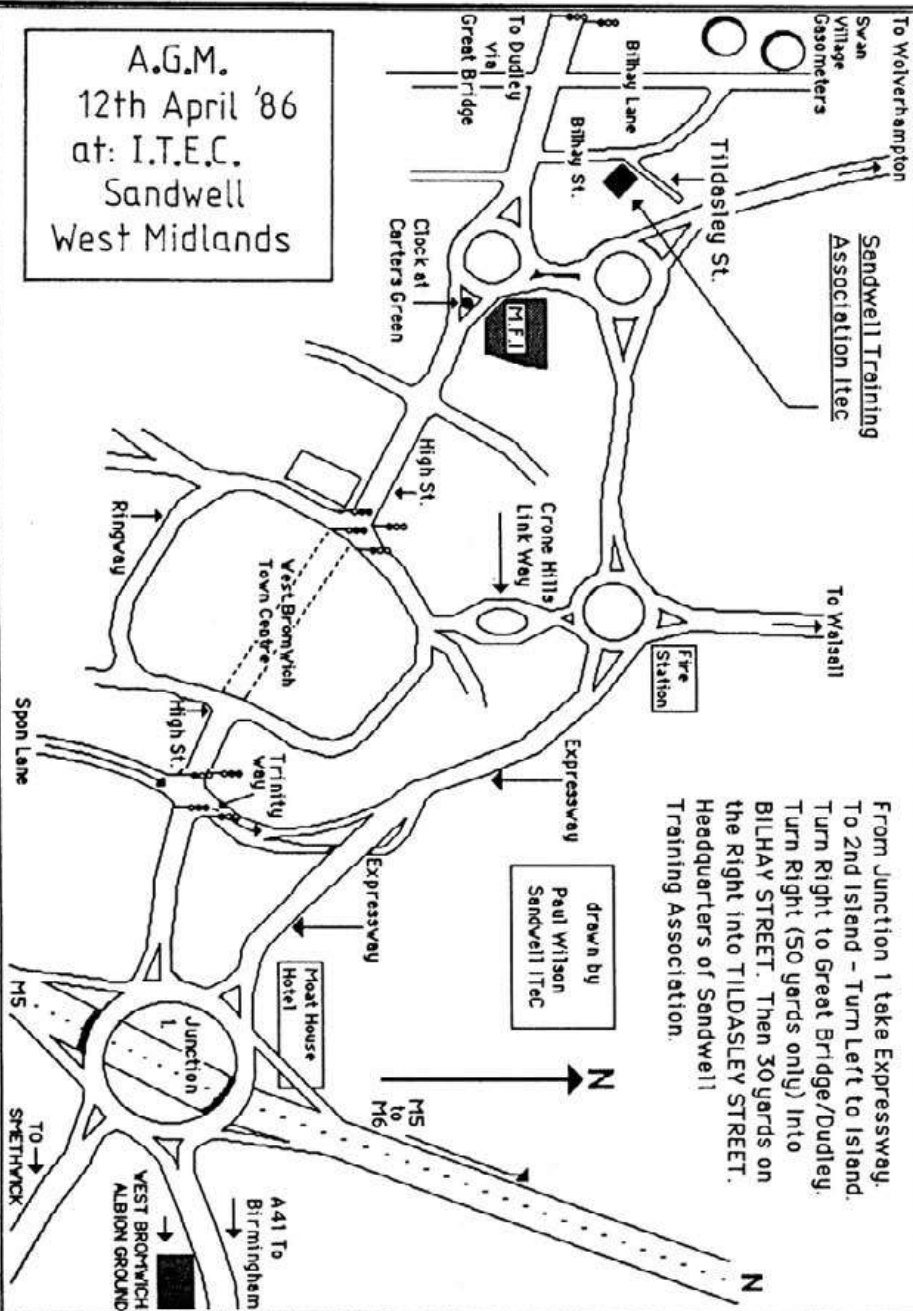 A.G.M.
12th April '86
at: I.T.E.C.
Sandwell
West Midlands
To Wolverhampton
Swan
Village
Gasometers
Bilhay Lane
To Dudley
via
Great Bridge
Bilhay St.
Tildasley St.
Sandwell Training
Association Itec
Clock at
Carters Green
M.F.I
High St.
Crone Hills
Link Way
To Walsall
Fire
Station
Ringway
West Bromwich
Town Centre
High St.
Spon Lane
Trinity
way
Expressway
Expressway
From Junction 1 take Expressway.
To 2nd Island - Turn Left to Island.
Turn Right to Great Bridge/Dudley.
Turn Right (50 yards only) Into
BILHAY STREET. Then 30 yards on
the Right into TILDASLEY STREET.
Headquarters of Sandwell
Training Association.
drawn by
Paul Wilson
Sandwell ITeC
Moat House
Hotel
N
M5
to
M6
N
Junction
1.
M5
TO
SMETHWICK
WEST BROMWICH
ALBION GROUND
A41 To
Birmingham